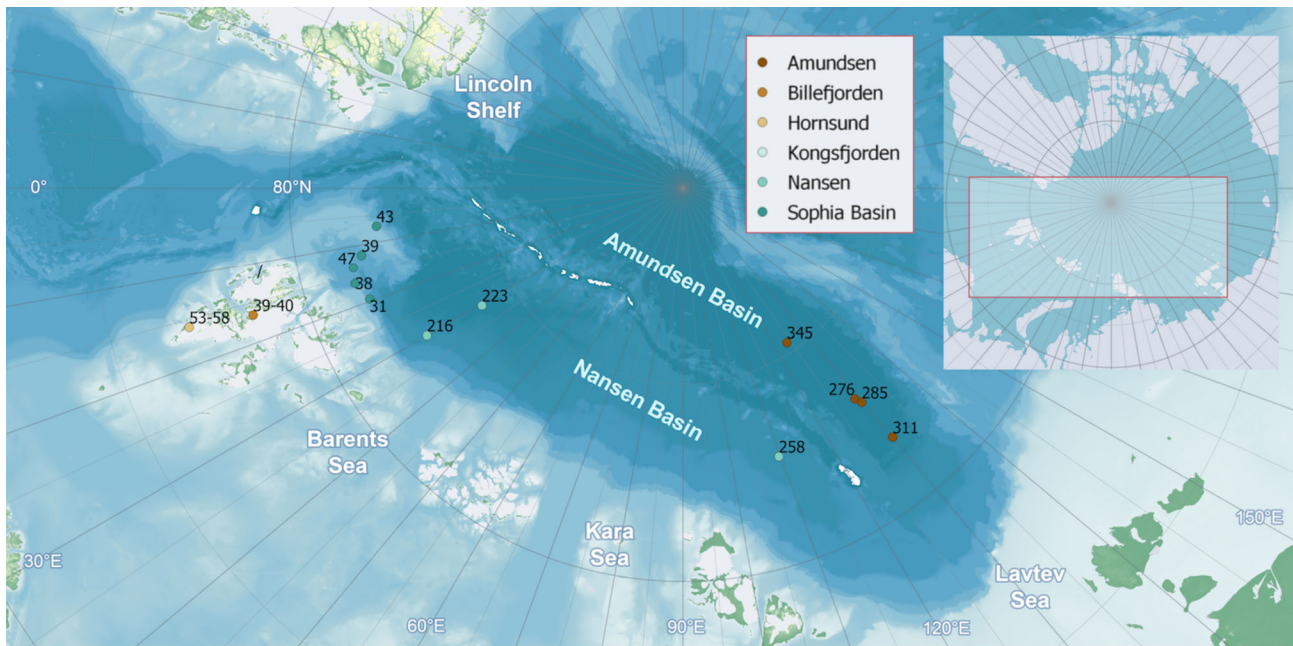 Lincoln
Shelf
Amundsen
Billefjorden
Hornsund
Kongsfjorden
Nansen
Sophia Basin
0°
80°N
43
39
47
/
38
39-40
31
53-58
223
216
Amundsen Basin
345
Nansen Basin
276
285
311
258
Barents
Sea
Kara
Sea
150°E
30°E
Lavtev
Sea
60°E
90°E
120°E